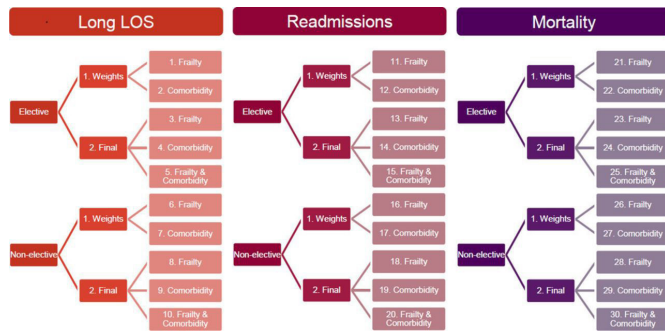 Long LOS
Elective
1. Weights
1. Frailty
2. Comorbidity
2. Final
3. Frailty
4. Comorbidity
5. Frailty &
Comorbidity
Non-elective
1. Weights
6. Frailty
7. Comorbidity
2. Final
8. Frailty
9. Comorbidity
10. Frailty &
Comorbidity
Readmissions
Elective
1. Weights
11. Frailty
12. Comorbidity
2. Final
13. Frailty
14. Comorbidity
15. Frailty &
Comorbidity
Non-elective
1. Weights
16. Frailty
17. Comorbidity
2. Final
18. Frailty
19. Comorbidity
20. Frailty &
Comorbidity
Mortality
Elective
1. Weights
21. Frailty
22. Comorbidity
2. Final
23. Frailty
24. Comorbidity
25. Frailty &
Comorbidity
Non-elective
1. Weights
26. Frailty
27. Comorbidity
2. Final
28. Frailty
29. Comorbidity
30. Frailty &
Comorbidity